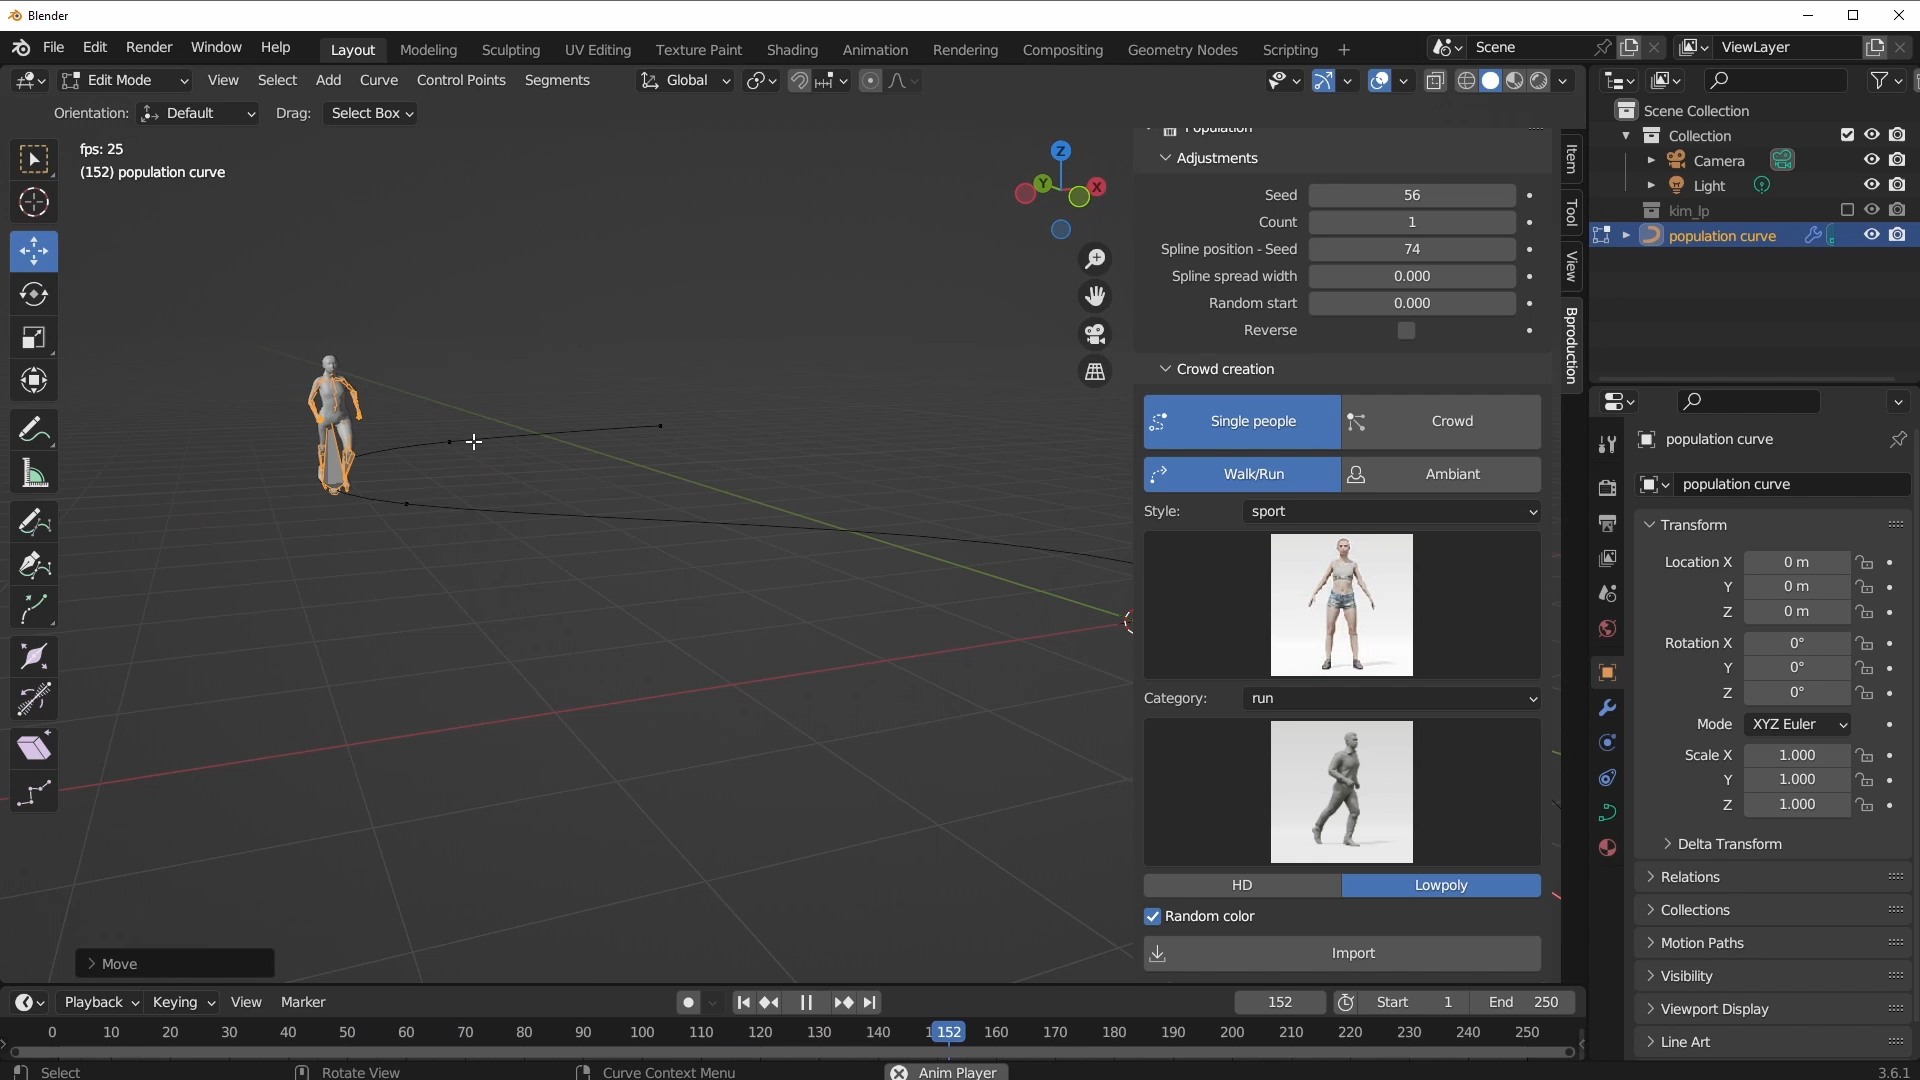 Blender
File Edit Render Window Help Layout Modeling Sculpting UV Editing Texture Paint Shading Animation Rendering Compositing Geometry Nodes Scripting + Scene ViewLayer
Edit Mode View Select Add Curve Control Points Segments Global
Orientation: Default Drag: Select Box
fps: 25
(152) population curve
Z
Y
X
Population
Adjustments
Seed 56
Count 1
Spline position - Seed 74
Spline spread width 0.000
Random start 0.000
Reverse
Crowd creation
Single people Crowd
Walk/Run Ambiant
Style: sport
Category: run
HD Lowpoly
Random color
Import
Item
Tool
View
Bproduction
Scene Collection
Collection
Camera
Light
kim_lp
population curve
population curve
population curve
Transform
Location X 0 m
Y 0 m
Z 0 m
Rotation X 0°
Y 0°
Z 0°
Mode XYZ Euler
Scale X 1.000
Y 1.000
Z 1.000
Delta Transform
Relations
Collections
Motion Paths
Visibility
Viewport Display
Line Art
Move
Playback Keying View Marker 152 Start 1 End 250
0 10 20 30 40 50 60 70 80 90 100 110 120 130 140 152 160 170 180 190 200 210 220 230 240 250
Select Rotate View Curve Context Menu Anim Player 3.6.1